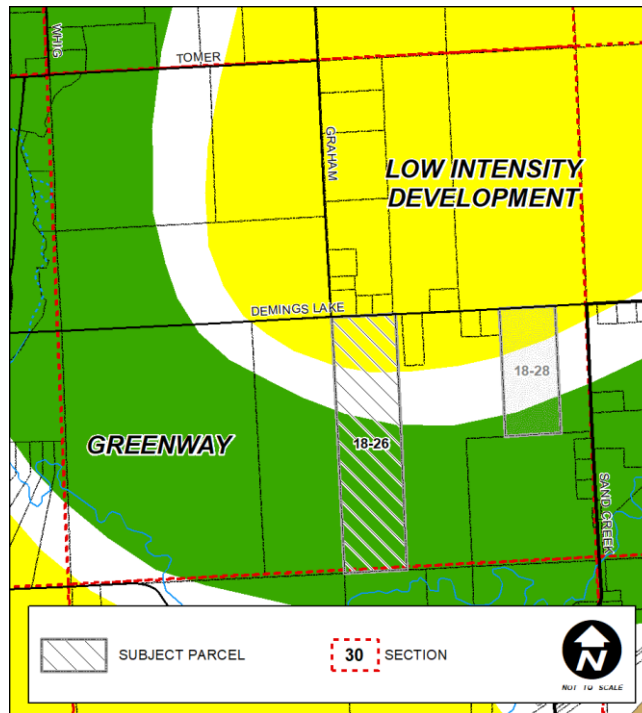 WHIG
TOMER
GRAHAM
LOW INTENSITY
DEVELOPMENT
DEMINGS LAKE
18-28
18-26
GREENWAY
SAND CREEK
SUBJECT PARCEL
30
SECTION
N
NOT TO SCALE